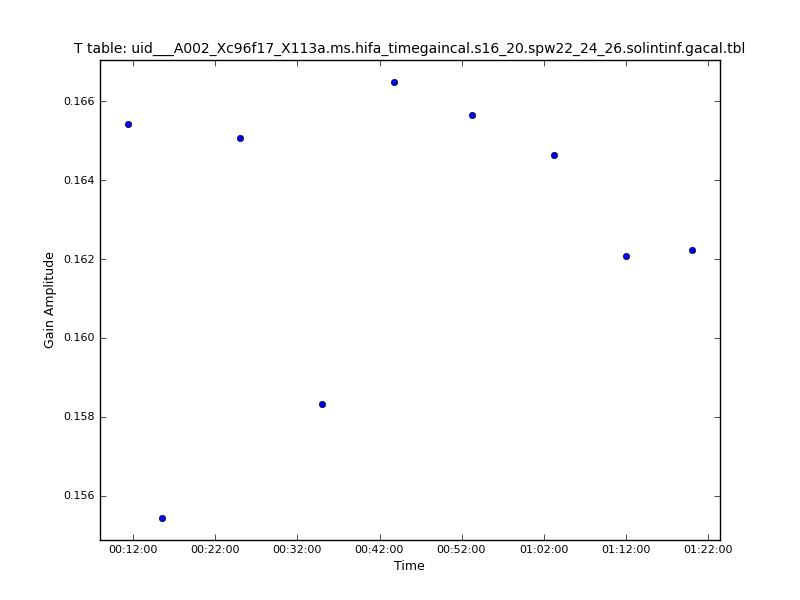 T table: uid___A002_Xc96f17_X113a.ms.hifa_timegaincal.s16_20.spw22_24_26.solintinf.gacal.tbl
0.166
0.164
0.162
0.160
0.158
0.156
Gain Amplitude
00:12:00 00:22:00 00:32:00 00:42:00 00:52:00 01:02:00 01:12:00 01:22:00
Time